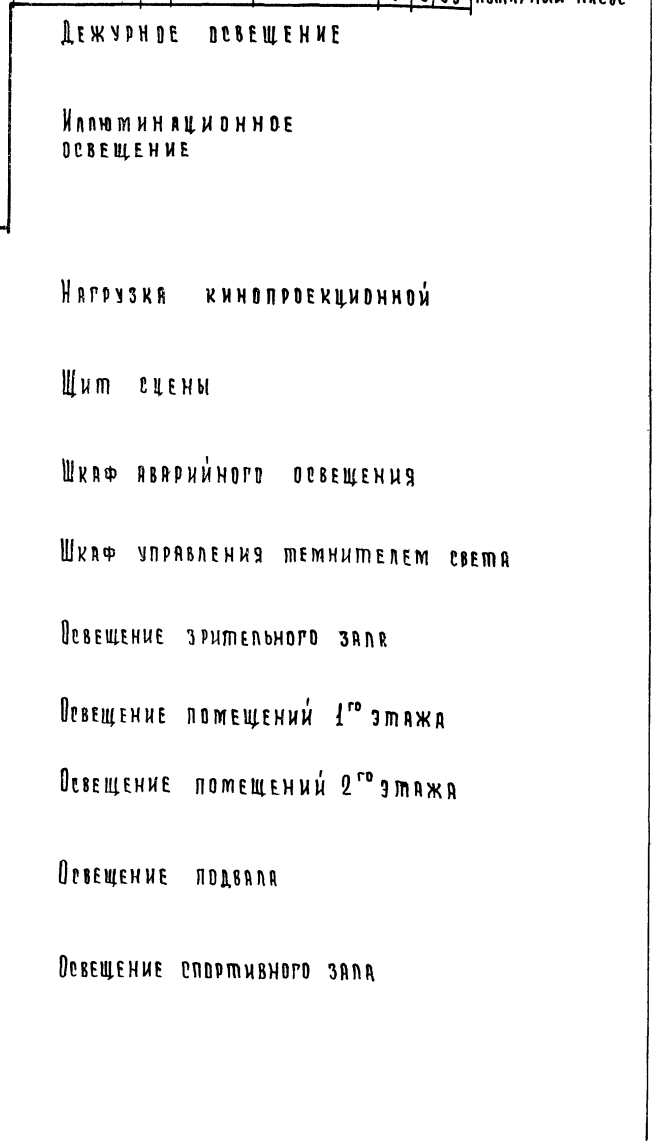 Дежурное освещение
Иллюминационное
освещение
Нагрузка кинопроекционной
Щит сцены
Шкаф аварийного освещения
Шкаф управления темнителем света
Освещение зрительного зала
Освещение помещений 1го этажа
Освещение помещений 2го этажа
Освещение подвала
Освещение спортивного зала